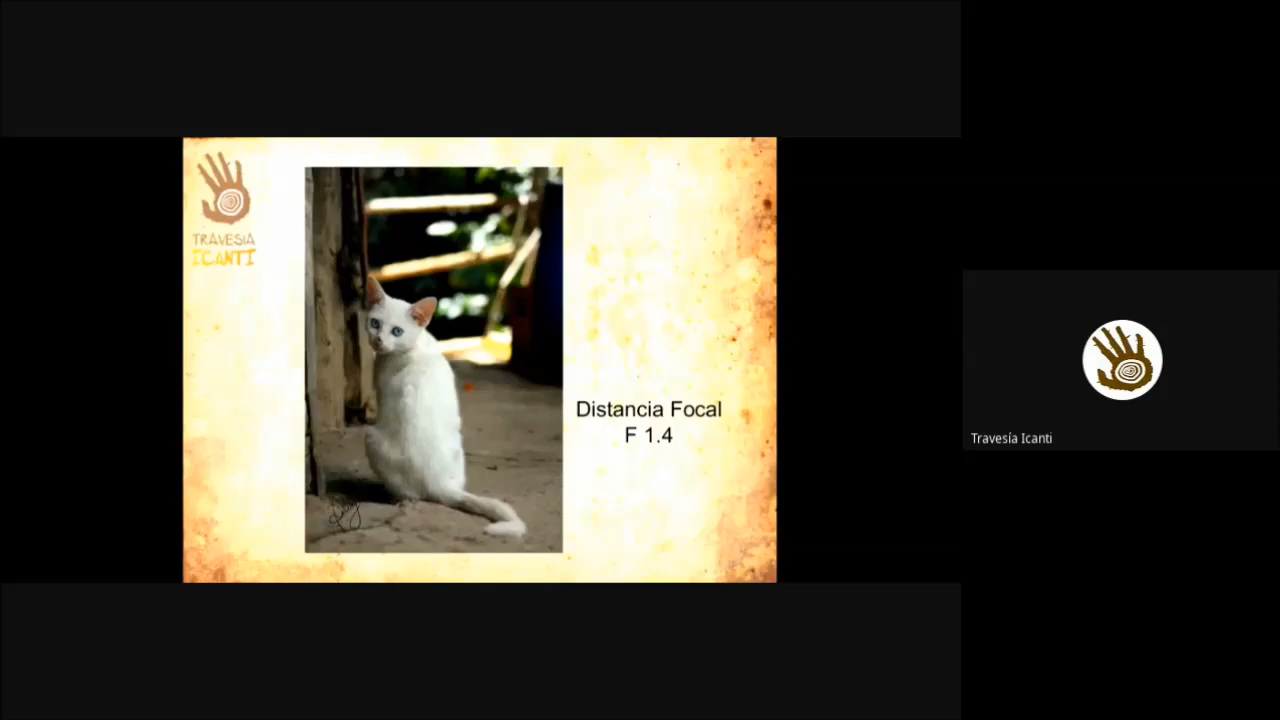 TRAVESIA
ICANTI
Distancia Focal
F 1.4
Travesía Icanti